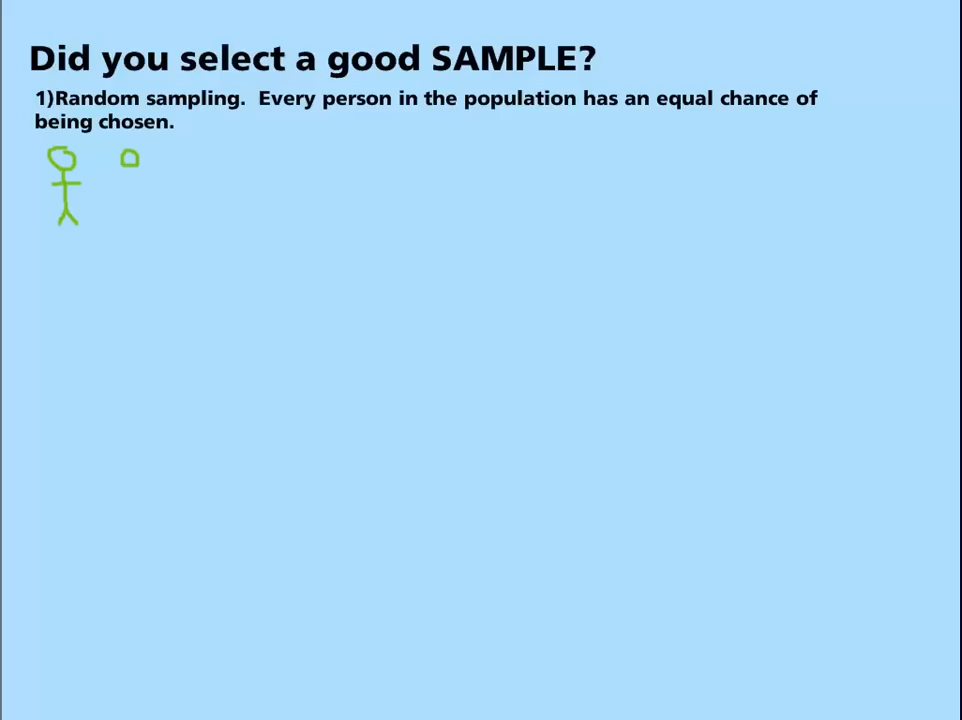 Did you select a good SAMPLE?
1)Random sampling.  Every person in the population has an equal chance of
being chosen.